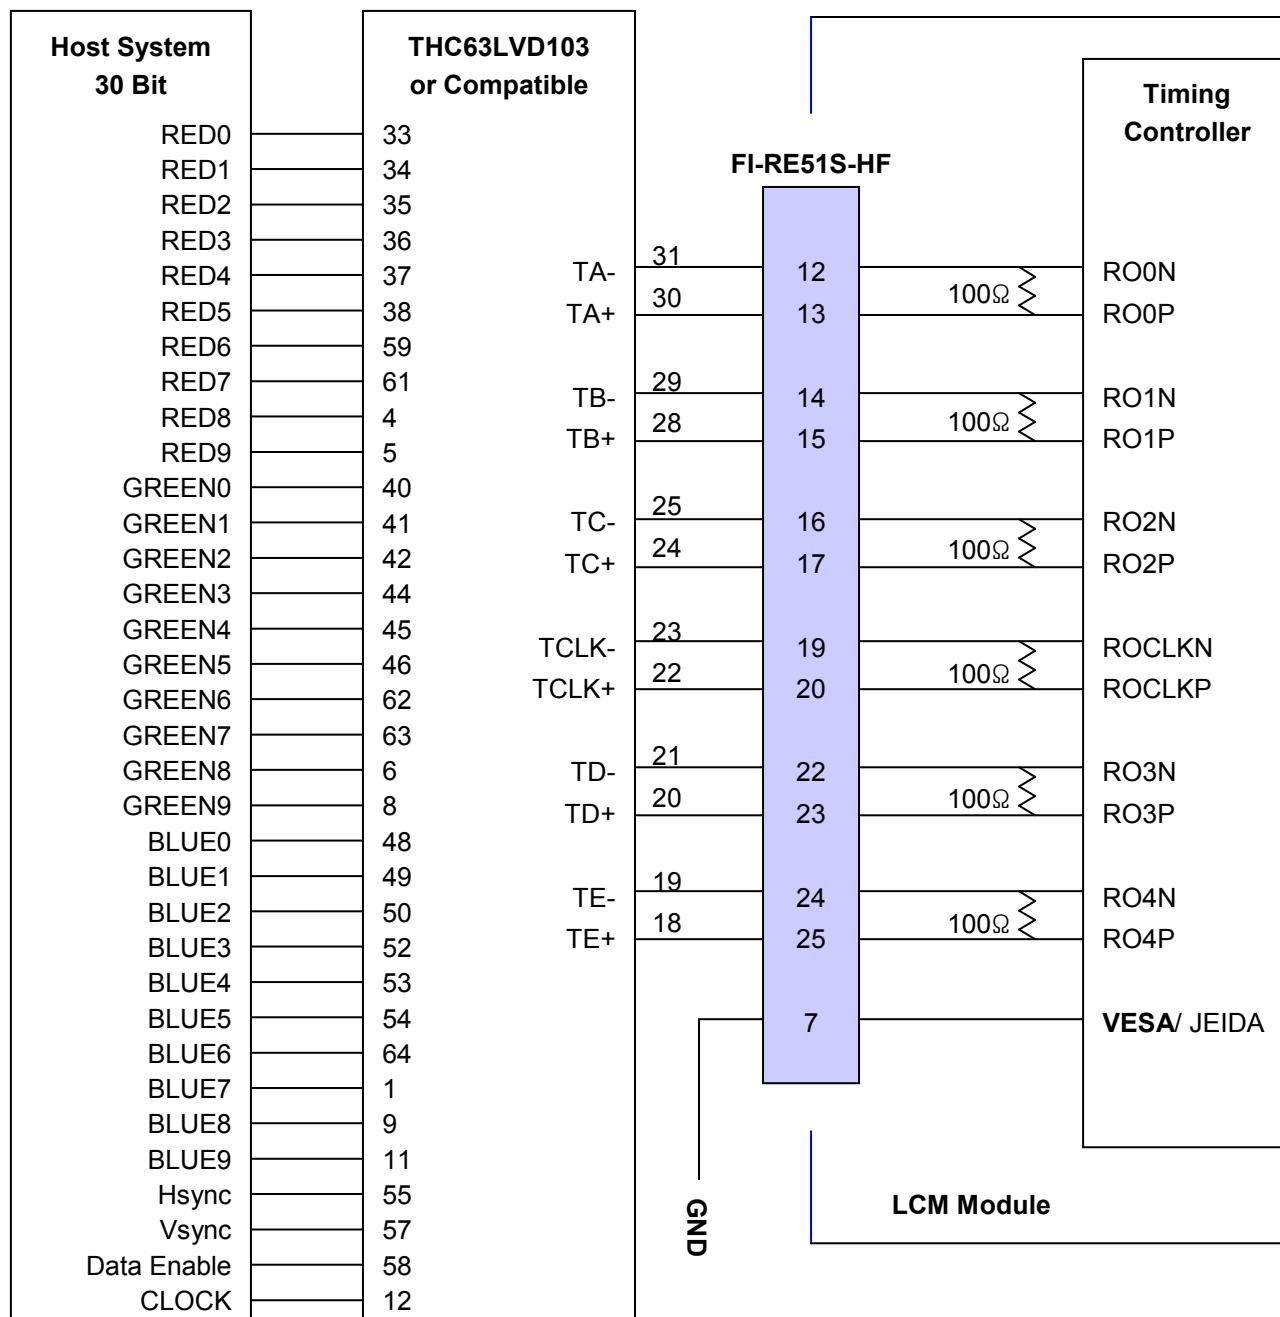 Host System
30 Bit
RED0
RED1
RED2
RED3
RED4
RED5
RED6
RED7
RED8
RED9
GREEN0
GREEN1
GREEN2
GREEN3
GREEN4
GREEN5
GREEN6
GREEN7
GREEN8
GREEN9
BLUE0
BLUE1
BLUE2
BLUE3
BLUE4
BLUE5
BLUE6
BLUE7
BLUE8
BLUE9
Hsync
Vsync
Data Enable
CLOCK
THC63LVD103
or Compatible
33
34
35
36
37
38
59
61
4
5
40
41
42
44
45
46
62
63
6
8
48
49
50
52
53
54
64
1
9
11
55
57
58
12
TA-
TA+
TB-
TB+
TC-
TC+
TCLK-
TCLK+
TD-
TD+
TE-
TE+
31
30
29
28
25
24
23
22
21
20
19
18
GND
FI-RE51S-HF
12
13
14
15
16
17
19
20
22
23
24
25
7
100Ω
100Ω
100Ω
100Ω
100Ω
100Ω
LCM Module
Timing
Controller
RO0N
RO0P
RO1N
RO1P
RO2N
RO2P
ROCLKN
ROCLKP
RO3N
RO3P
RO4N
RO4P
VESA/ JEIDA